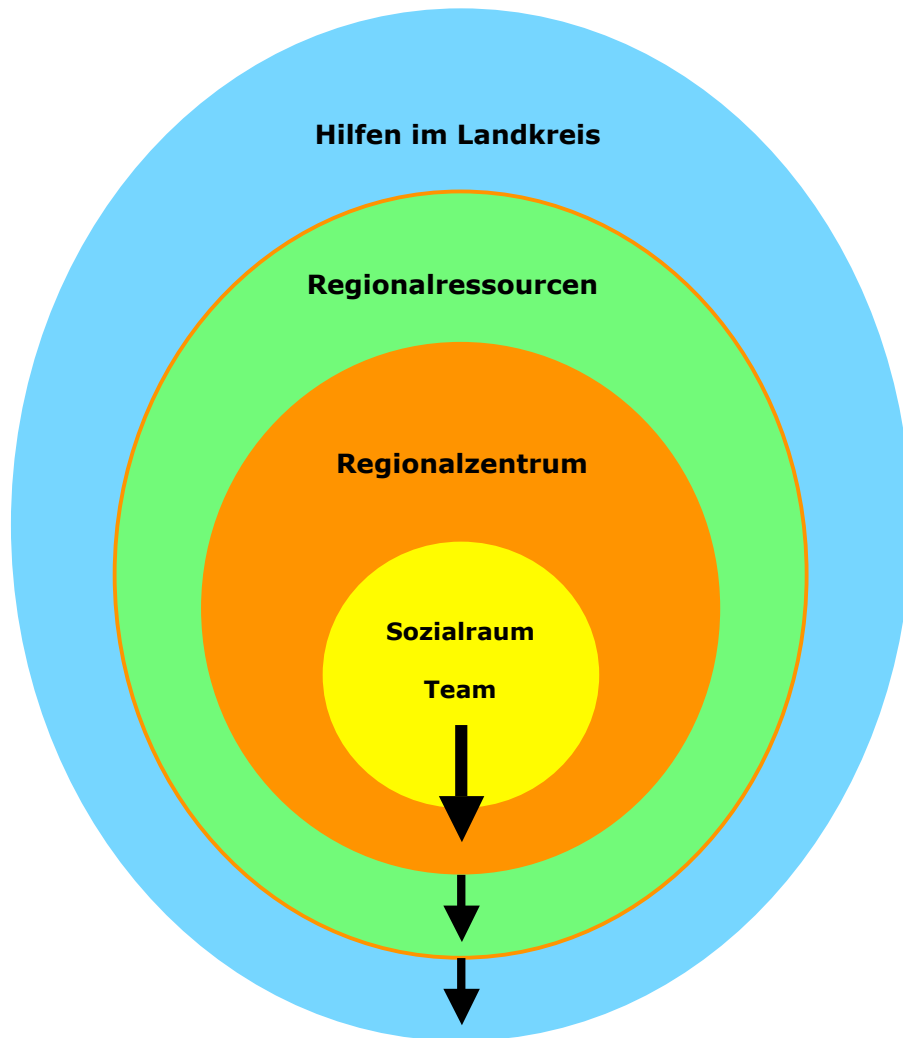 Hilfen im Landkreis
Regionalressourcen
Regionalzentrum
Sozialraum
Team